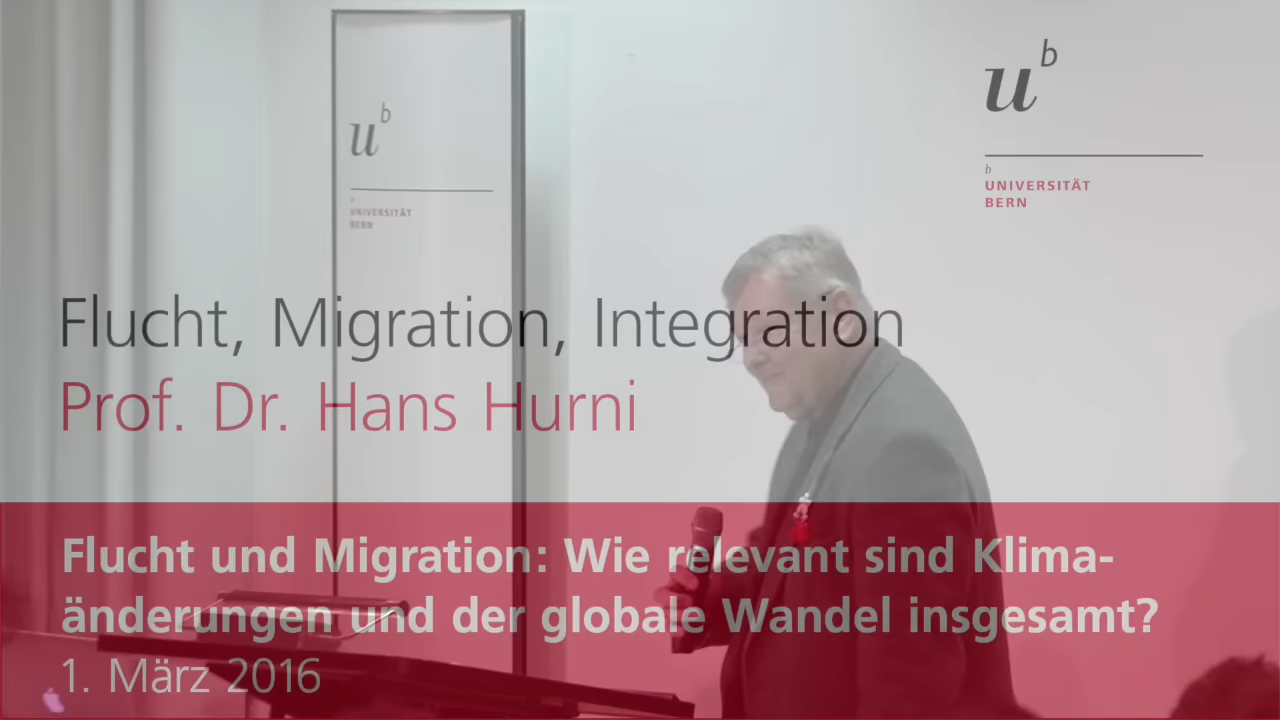 u b
b
UNIVERSITÄT
BERN
u b
b
UNIVERSITÄT
BERN
Flucht, Migration, Integration
Prof. Dr. Hans Hurni
Flucht und Migration: Wie relevant sind Klima-
änderungen und der globale Wandel insgesamt?
1. März 2016